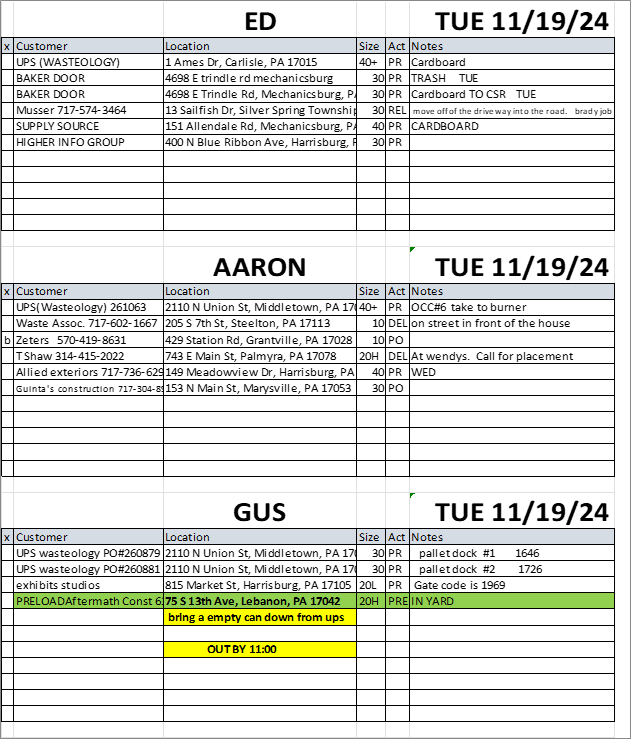 ED TUE 11/19/24
x Customer Location Size Act Notes
UPS (WASTEOLOGY) 1 Ames Dr, Carlisle, PA 17015 40+ PR Cardboard
BAKER DOOR 4698 E trindle rd mechanicsburg 30 PR TRASH TUE
BAKER DOOR 4698 E Trindle Rd, Mechanicsburg, PA 30 PR Cardboard TO CSR TUE
Musser 717-574-3464 13 Sailfish Dr, Silver Spring Township 30 REL move off of the driveway into the road. brady job
SUPPLY SOURCE 151 Allendale Rd, Mechanicsburg, PA 40 PR CARDBOARD
HIGHER INFO GROUP 400 N Blue Ribbon Ave, Harrisburg, P 30 PR
AARON TUE 11/19/24
x Customer Location Size Act Notes
UPS(Wasteology) 261063 2110 N Union St, Middletown, PA 170 40+ PR OCC#6 take to burner
Waste Assoc. 717-602-1667 205 S 7th St, Steelton, PA 17113 10 DEL on street in front of the house
b Zeters 570-419-8631 429 Station Rd, Grantville, PA 17028 10 PO
T Shaw 314-415-2022 743 E Main St, Palmyra, PA 17078 20H DEL At wendys. Call for placement
Allied exteriors 717-736-629 149 Meadowview Dr, Harrisburg, PA 40 PR WED
Guinta's construction 717-304-89 153 N Main St, Marysville, PA 17053 30 PO
GUS TUE 11/19/24
x Customer Location Size Act Notes
UPS wasteology PO#260879 2110 N Union St, Middletown, PA 170 30 PR pallet dock #1 1646
UPS wasteology PO#260881 2110 N Union St, Middletown, PA 170 30 PR pallet dock #2 1726
exhibits studios 815 Market St, Harrisburg, PA 17105 20L PR Gate code is 1969
PRELOADAftermath Const 63 75 S 13th Ave, Lebanon, PA 17042 20H PRE IN YARD
bring a empty can down from ups
OUT BY 11:00